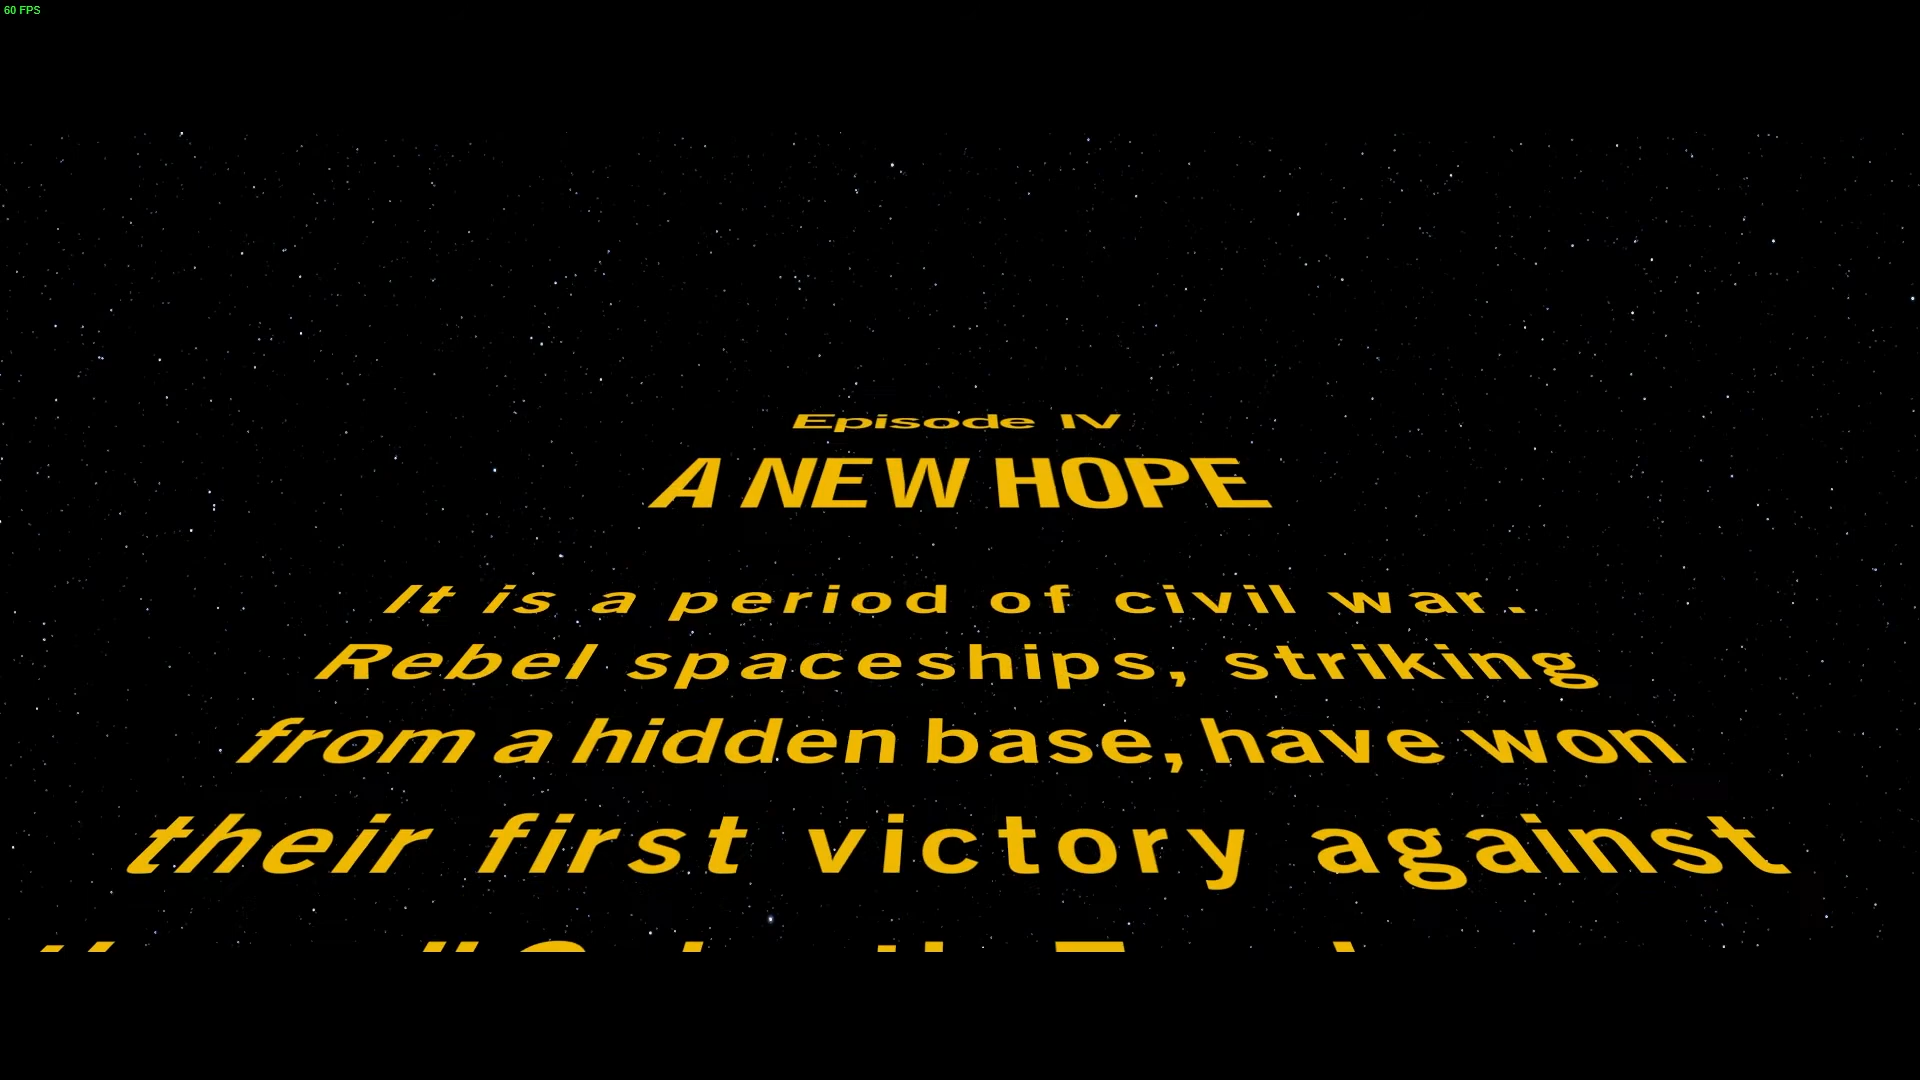 60 FPS
Episode IV
A NEW HOPE
It is a period of civil war.
Rebel spaceships, striking
from a hidden base, have won
their first victory against